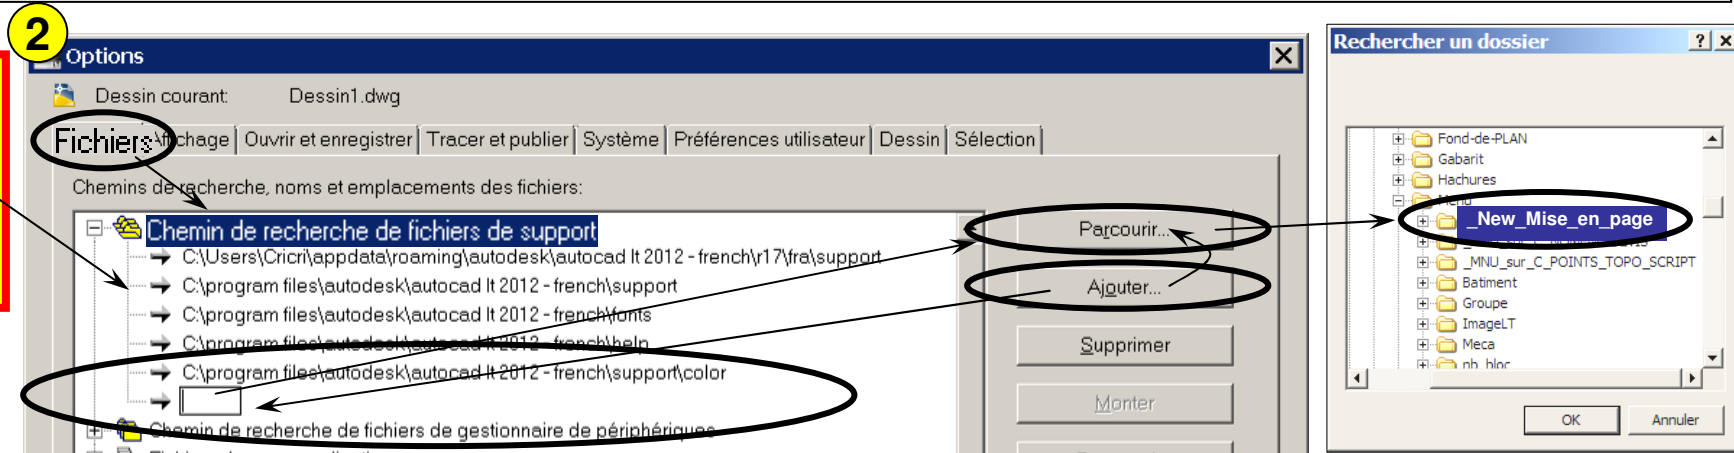 2
Options
Dessin courant: Dessin1.dwg
Fichiers Affichage Ouvrir et enregistrer Tracer et publier Système Préférences utilisateur Dessin Sélection
Chemins de recherche, noms et emplacements des fichiers:
Chemin de recherche de fichiers de support
C:\Users\Cricri\appdata\roaming\autodesk\autocad lt 2012 - french\r17\fra\support
C:\program files\autodesk\autocad lt 2012 - french\support
C:\program files\autodesk\autocad lt 2012 - french\fonts
C:\program files\autodesk\autocad lt 2012 - french\help
C:\program files\autodesk\autocad lt 2012 - french\support\color
Chemin de recherche de fichiers de gestionnaire de périphériques
Parcourir...
Ajouter...
Supprimer
Monter
Rechercher un dossier
Fond-de-PLAN
Gabarit
Hachures
Menu
_New_Mise_en_page
_MNU_sur_C_POINTS_TOPO_SCRIPT
Batiment
Groupe
ImageLT
Meca
nb_bloc
OK Annuler